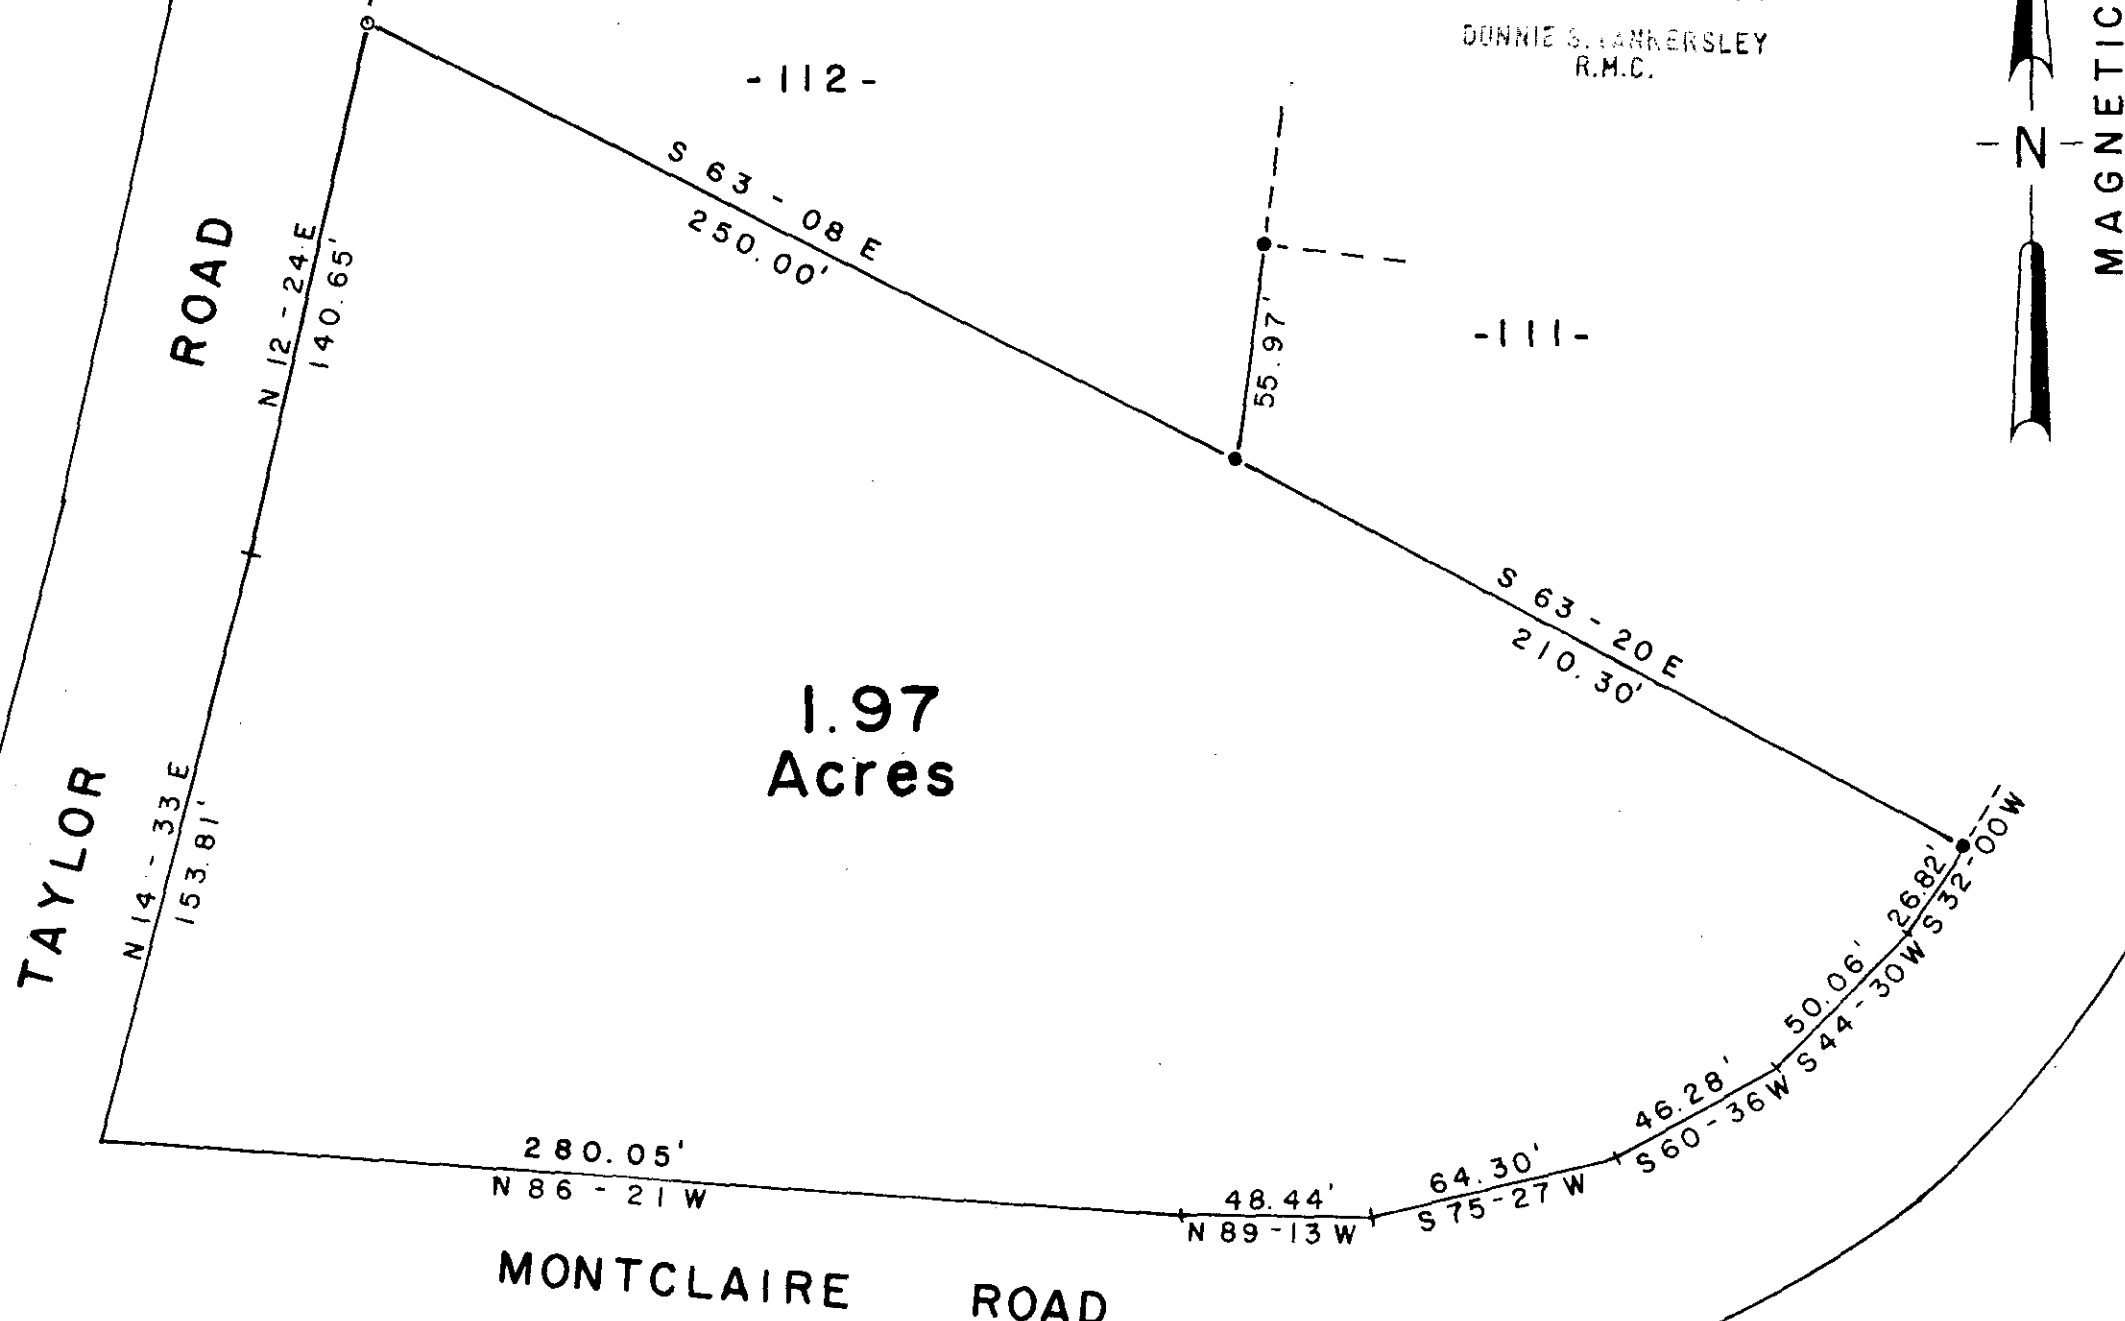 DONNIE S. TANKERSLEY
R.M.C.
MAGNETIC
- N -
-112-
S 63-08 E
250.00'
ROAD
N 12-24 E
140.65'
55.97'
-111-
S 63-20 E
210.30'
1.97
Acres
TAYLOR
N 14-33 E
153.81'
26.82'
S 32-00 W
50.06'
S 44-30 W
46.28'
S 60-36 W
64.30'
S 75-27 W
48.44'
N 89-13 W
280.05'
N 86-21 W
MONTCLAIRE ROAD